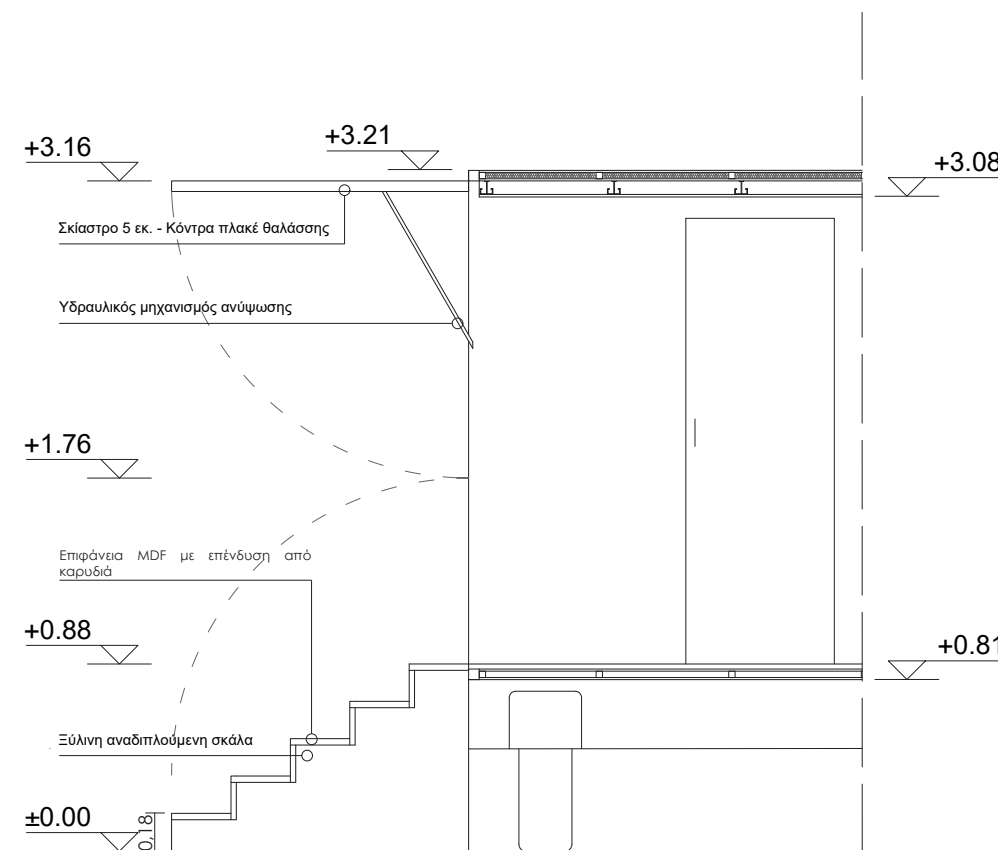 +3.16
+3.21
+3.08
Σκίαστρο 5 εκ. - Κόντρα πλακέ θαλάσσης
Υδραυλικός μηχανισμός ανύψωσης
+1.76
Επιφάνεια MDF με επένδυση από
καρυδιά
+0.88
+0.81
Ξύλινη αναδιπλούμενη σκάλα
±0.00
0,18